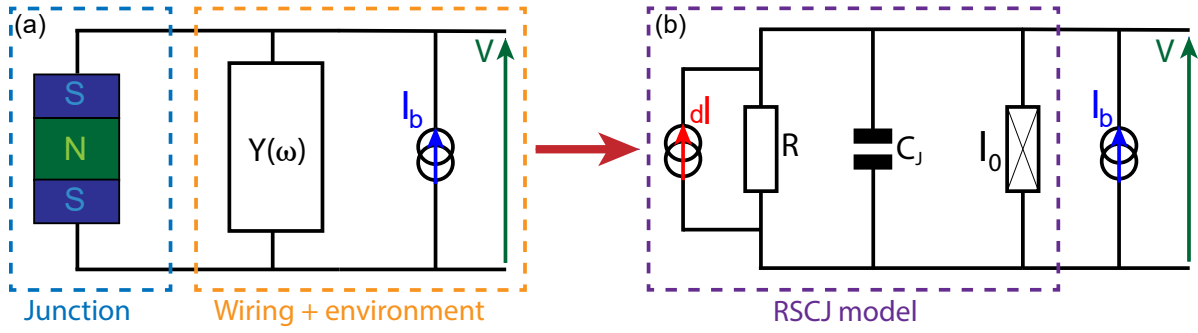 (a)
S
N
S
Y(ω)
I_b
V
Junction
Wiring + environment
(b)
dI
R
C_J
I_0
I_b
V
RSCJ model